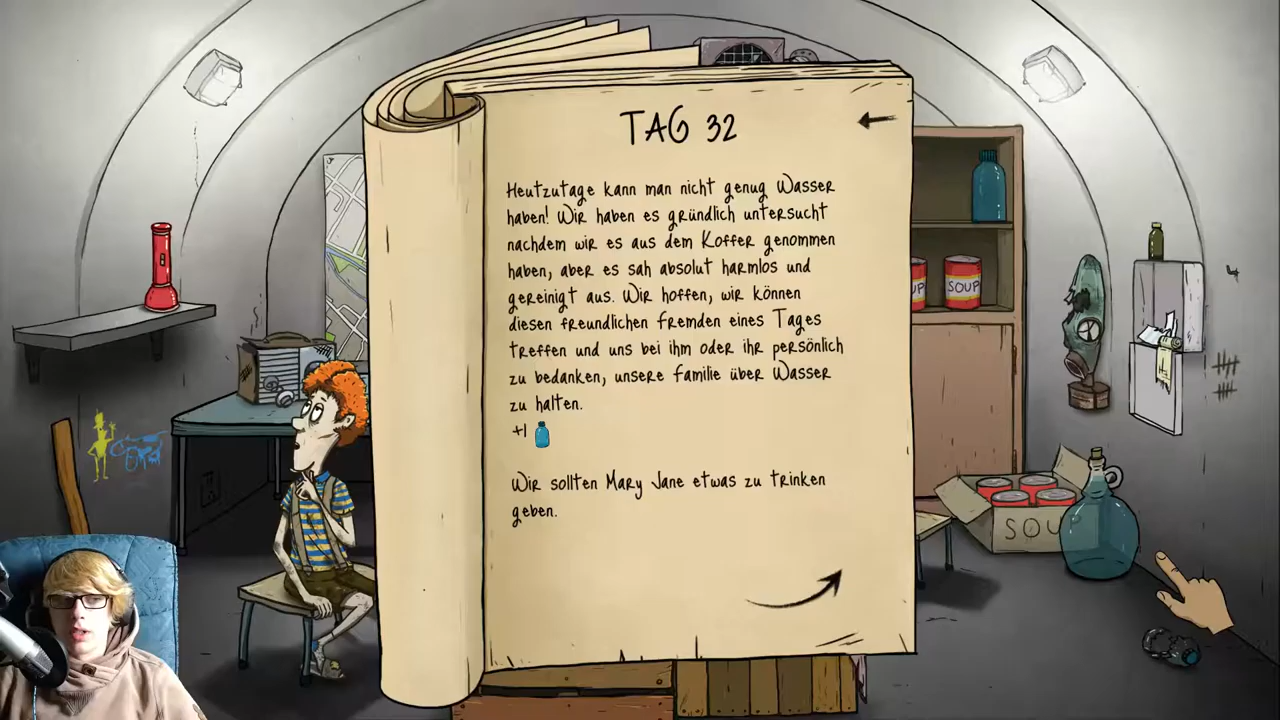 TAG 32
Heutzutage kann man nicht genug Wasser
haben! Wir haben es gründlich untersucht
nachdem wir es aus dem Koffer genommen
haben, aber es sah absolut harmlos und
gereinigt aus. Wir hoffen, wir können
diesen freundlichen Fremden eines Tages
treffen und uns bei ihm oder ihr persönlich
zu bedanken, unsere Familie über Wasser
zu halten.
+1
Wir sollten Mary Jane etwas zu trinken
geben.
UP
SOUP
SOU